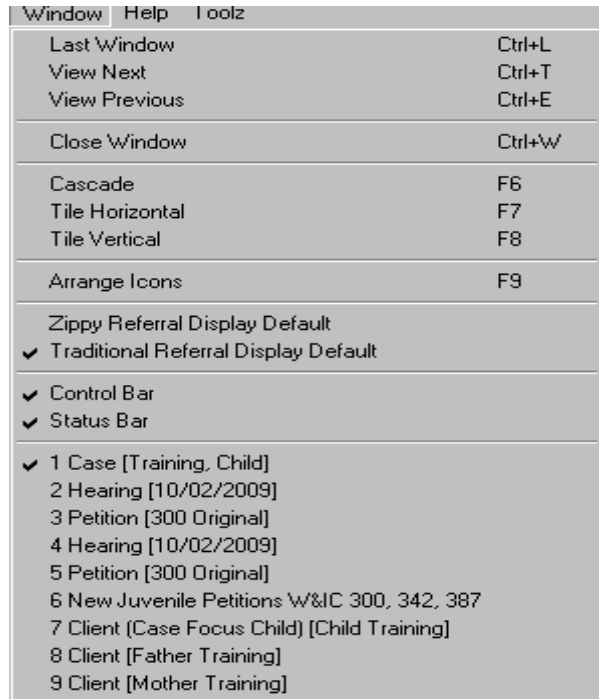 Window Help Toolz
Last Window Ctrl+L
View Next Ctrl+T
View Previous Ctrl+E
Close Window Ctrl+W
Cascade F6
Tile Horizontal F7
Tile Vertical F8
Arrange Icons F9
Zippy Referral Display Default
Traditional Referral Display Default
Control Bar
Status Bar
1 Case [Training, Child]
2 Hearing [10/02/2009]
3 Petition [300 Original]
4 Hearing [10/02/2009]
5 Petition [300 Original]
6 New Juvenile Petitions W&IC 300, 342, 387
7 Client (Case Focus Child) [Child Training]
8 Client [Father Training]
9 Client [Mother Training]